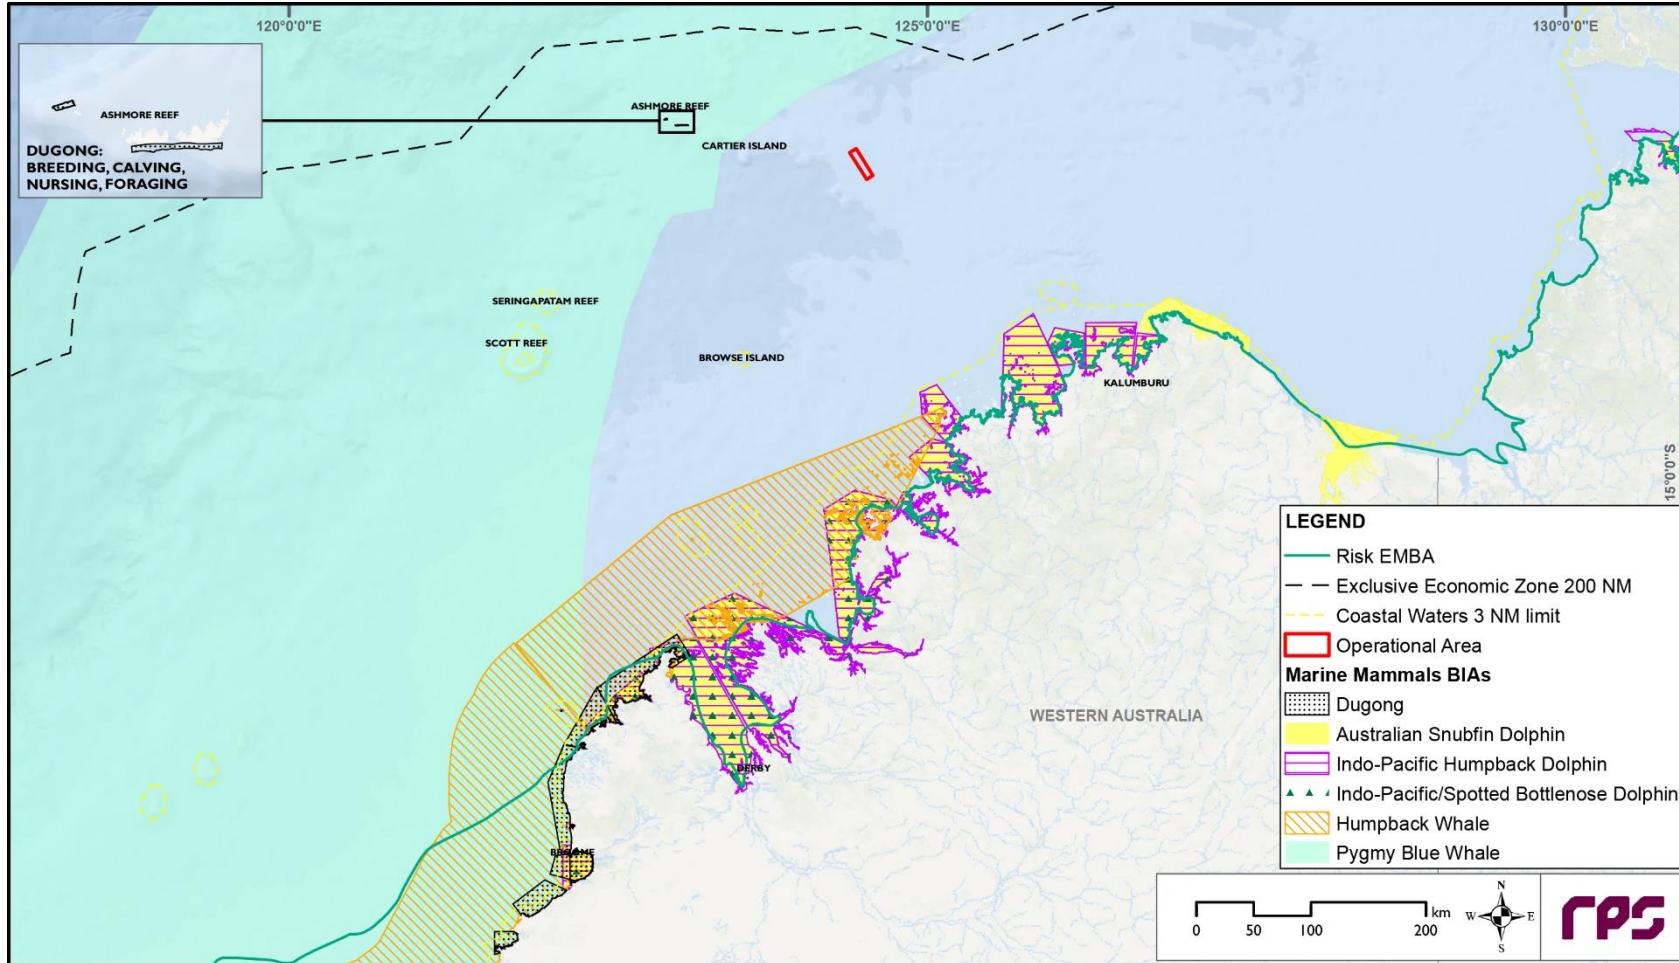 120°0'0"E
125°0'0"E
130°0'0"E
ASHMORE REEF
DUGONG:
BREEDING, CALVING,
NURSING, FORAGING
ASHMORE REEF
CARTIER ISLAND
SERINGAPATAM REEF
SCOTT REEF
BROWSE ISLAND
KALUMBURU
15°0'0"S
WESTERN AUSTRALIA
DERBY
BROOME
LEGEND
Risk EMBA
Exclusive Economic Zone 200 NM
Coastal Waters 3 NM limit
Operational Area
Marine Mammals BIAs
Dugong
Australian Snubfin Dolphin
Indo-Pacific Humpback Dolphin
Indo-Pacific/Spotted Bottlenose Dolphin
Humpback Whale
Pygmy Blue Whale
km
0 50 100 200
N
W E
S
rps